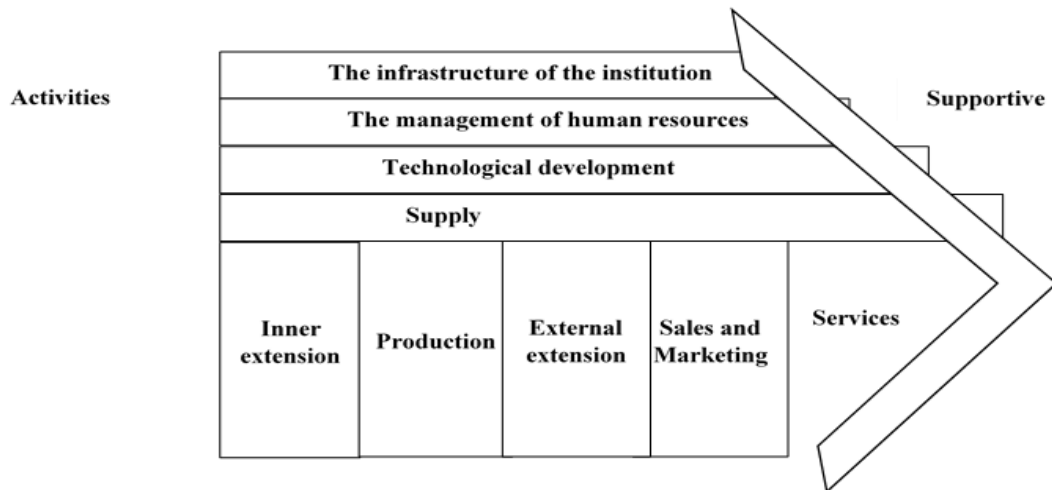 The infrastructure of the institution
Activities
Supportive
The management of human resources
Technological development
Supply
Inner
extension
Production
External
extension
Sales and
Marketing
Services